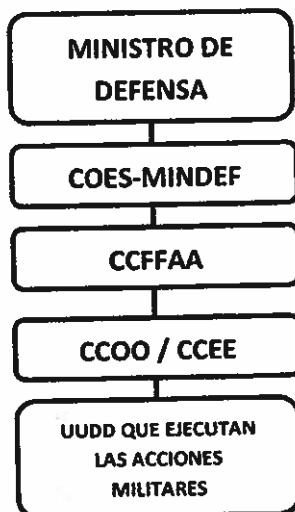 MINISTRO DE
DEFENSA
COES-MINDEF
CCFFAA
CCOO / CCEE
UUDD QUE EJECUTAN
LAS ACCIONES
MILITARES